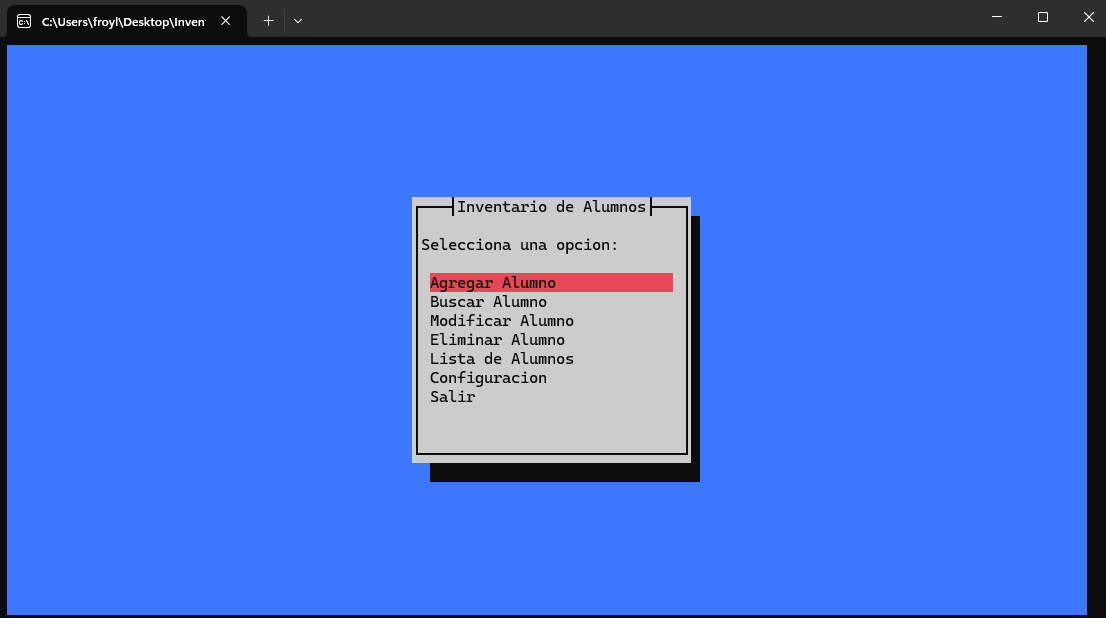 C:\Users\froyl\Desktop\Inven
Inventario de Alumnos
Selecciona una opcion:
Agregar Alumno
Buscar Alumno
Modificar Alumno
Eliminar Alumno
Lista de Alumnos
Configuracion
Salir